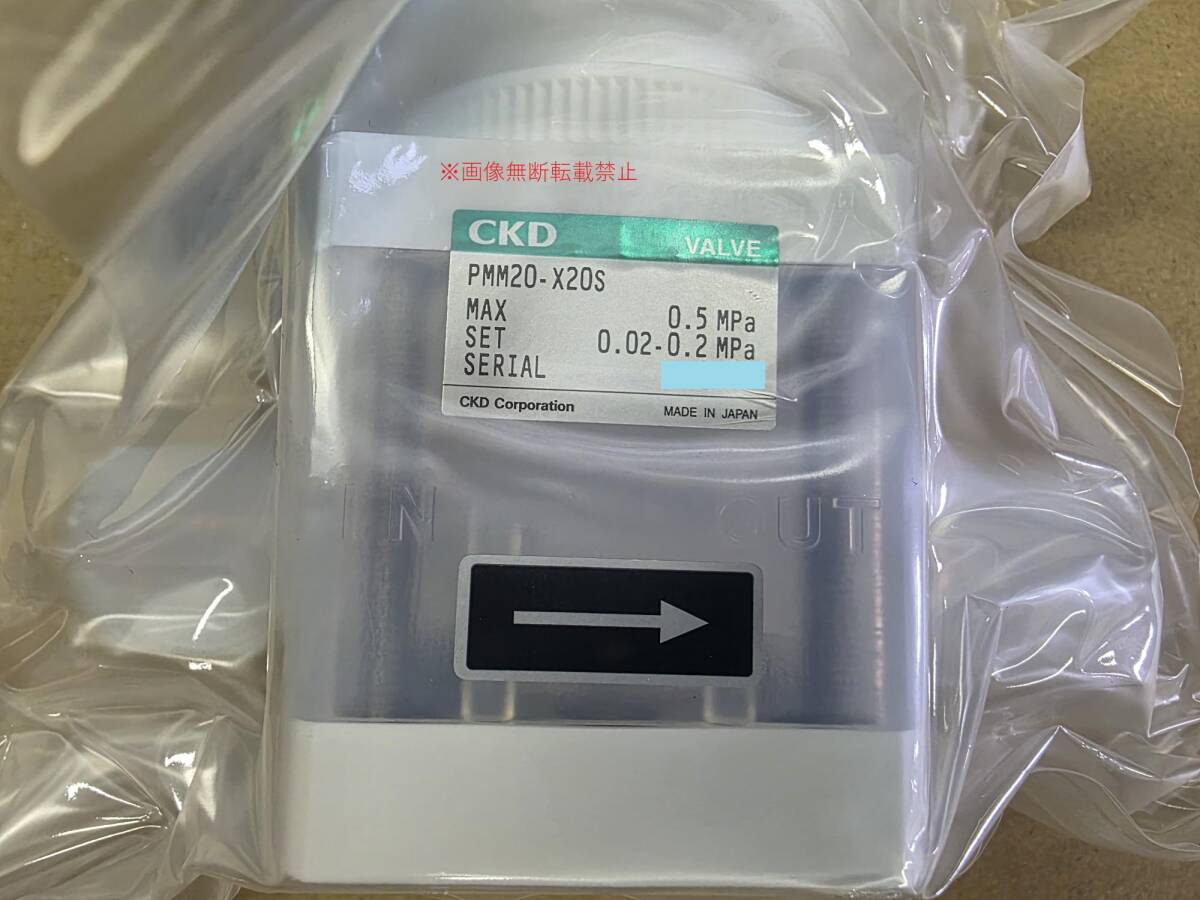 ※画像無断転載禁止
CKD VALVE
PMM20-X20S
MAX 0.5 MPa
SET 0.02-0.2 MPa
SERIAL
CKD Corporation MADE IN JAPAN
IN OUT